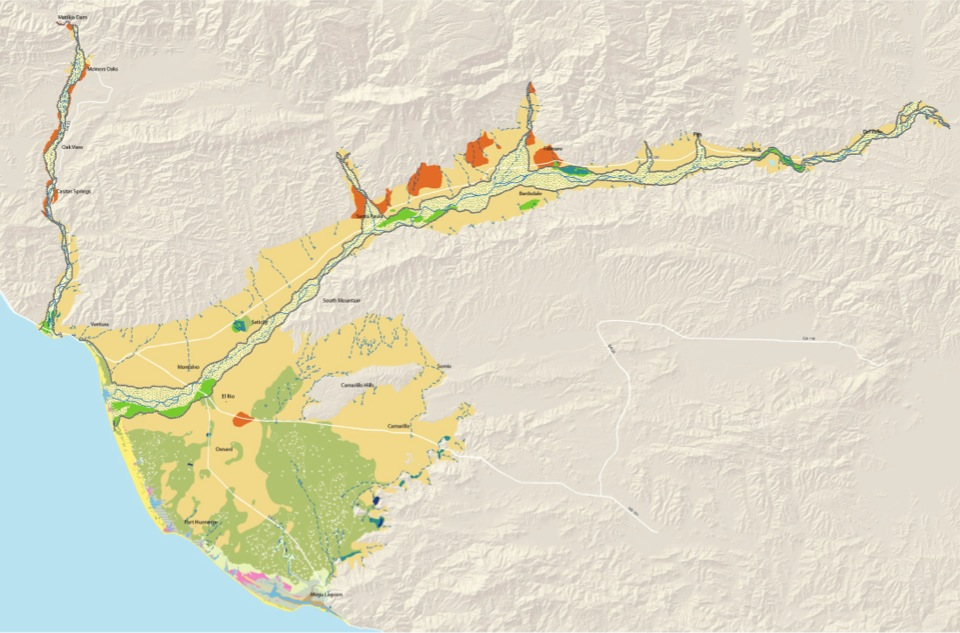 Matilija Dam
Meiners Oaks
Oak View
Casitas Springs
Ventura
Santa Paula
Bardsdale
Fillmore
Piru
Camulos
South Mountain
Saticoy
Montalvo
El Rio
Camarillo Hills
Somis
Camarillo
Oxnard
Port Hueneme
Mugu Lagoon